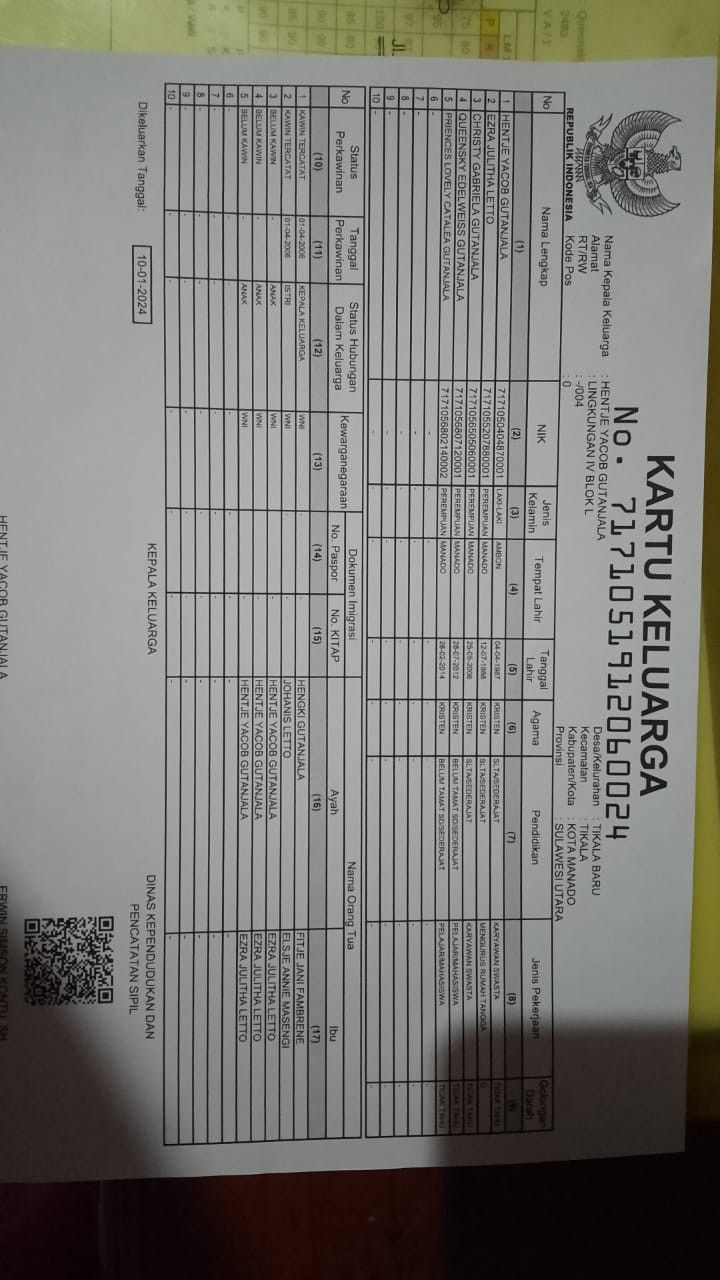 KARTU KELUARGA
No. 7171051912060024
REPUBLIK INDONESIA
Nama Kepala Keluarga : HENTJE YACOB GUTANJALA
Alamat : LINGKUNGAN IV BLOK L
RT/RW : -/004
Kode Pos : 0
Desa/Kelurahan : TIKALA BARU
Kecamatan : TIKALA
Kabupaten/Kota : KOTA MANADO
Provinsi : SULAWESI UTARA
No Nama Lengkap NIK Jenis Kelamin Tempat Lahir Tanggal Lahir Agama Pendidikan Jenis Pekerjaan Golongan Darah
(1) (2) (3) (4) (5) (6) (7) (8) (9)
1 HENTJE YACOB GUTANJALA 7171050404870001 LAKI-LAKI AMBON 04-04-1987 KRISTEN SLTA/SEDERAJAT KARYAWAN SWASTA TIDAK TAHU
2 EZRA JULITHA LETTO 7171055207880001 PEREMPUAN MANADO 12-07-1988 KRISTEN SLTA/SEDERAJAT MENGURUS RUMAH TANGGA
3 CHRISTY GABRIELA GUTANJALA 7171056505060001 PEREMPUAN MANADO 25-05-2006 KRISTEN SLTA/SEDERAJAT KARYAWAN SWASTA TIDAK TAHU
4 QUEENSKY EDELWEISS GUTANJALA 7171056807120001 PEREMPUAN MANADO 28-07-2012 KRISTEN BELUM TAMAT SD/SEDERAJAT PELAJAR/MAHASISWA TIDAK TAHU
5 PRIENCES LOVELY CATALEA GUTANJALA 7171056802140002 PEREMPUAN MANADO 28-02-2014 KRISTEN BELUM TAMAT SD/SEDERAJAT PELAJAR/MAHASISWA TIDAK TAHU
6 - - - - - - - - -
7 - - - - - - - - -
8 - - - - - - - - -
9 - - - - - - - - -
10 - - - - - - - - -
No Status Perkawinan Tanggal Perkawinan Status Hubungan Dalam Keluarga Kewarganegaraan Dokumen Imigrasi Nama Orang Tua
No. Paspor No. KITAP Ayah Ibu
(10) (11) (12) (13) (14) (15) (16) (17)
1 KAWIN TERCATAT 01-04-2006 KEPALA KELUARGA WNI - - HENGKI GUTANJALA FITJE JANI FAMBRENE
2 KAWIN TERCATAT 01-04-2006 ISTRI WNI - - JOHANIS LETTO ELSJE ANNIE MASENGI
3 BELUM KAWIN - ANAK WNI - - HENTJE YACOB GUTANJALA EZRA JULITHA LETTO
4 BELUM KAWIN - ANAK WNI - - HENTJE YACOB GUTANJALA EZRA JULITHA LETTO
5 BELUM KAWIN - ANAK WNI - - HENTJE YACOB GUTANJALA EZRA JULITHA LETTO
6 - - - - - - - -
7 - - - - - - - -
8 - - - - - - - -
9 - - - - - - - -
10 - - - - - - - -
Dikeluarkan Tanggal : 10-01-2024
KEPALA KELUARGA
DINAS KEPENDUDUKAN DAN
PENCATATAN SIPIL
HENTJE YACOB GUTANJALA